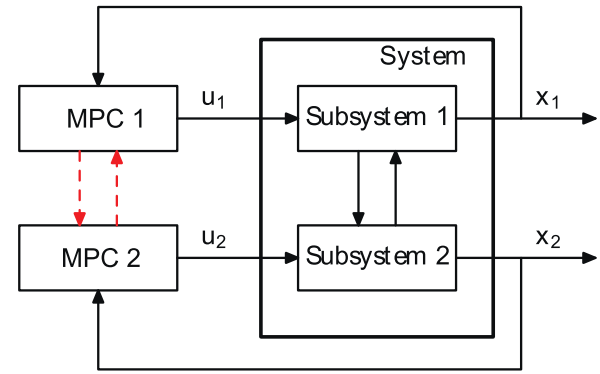 System
MPC 1
u1
Subsystem 1
x1
MPC 2
u2
Subsystem 2
x2